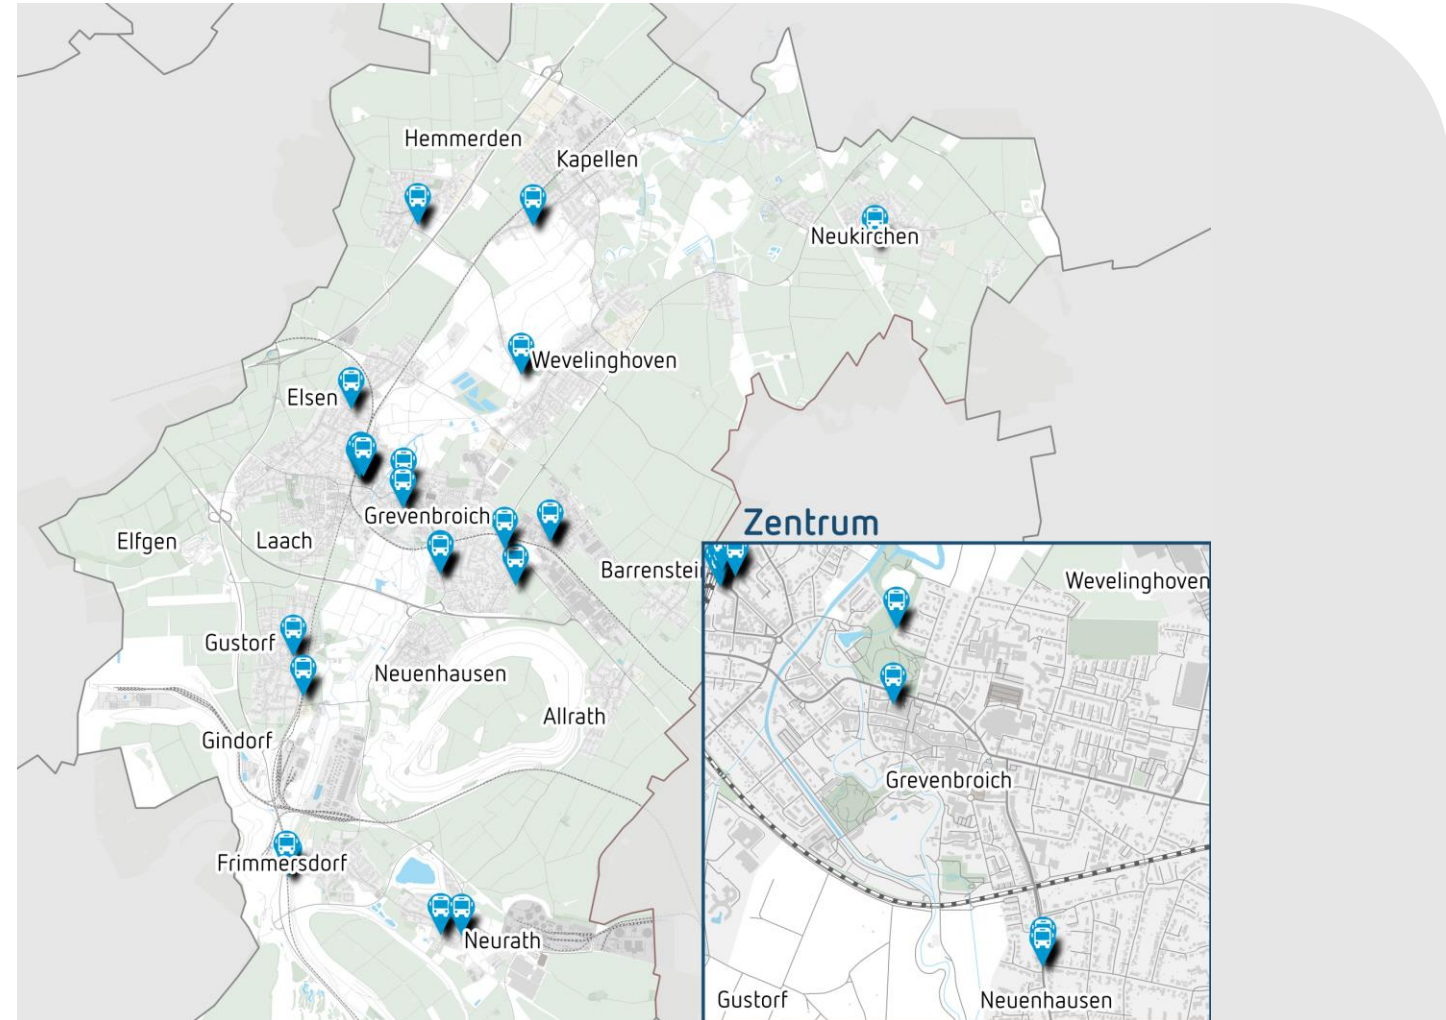 Hemmerden
Kapellen
Neukirchen
Wevelinghoven
Elsen
Grevenbroich
Zentrum
Elfgen
Laach
Barrenstei
Wevelinghoven
Gustorf
Neuenhausen
Allrath
Gindorf
Grevenbroich
Frimmersdorf
Neurath
Gustorf
Neuenhausen